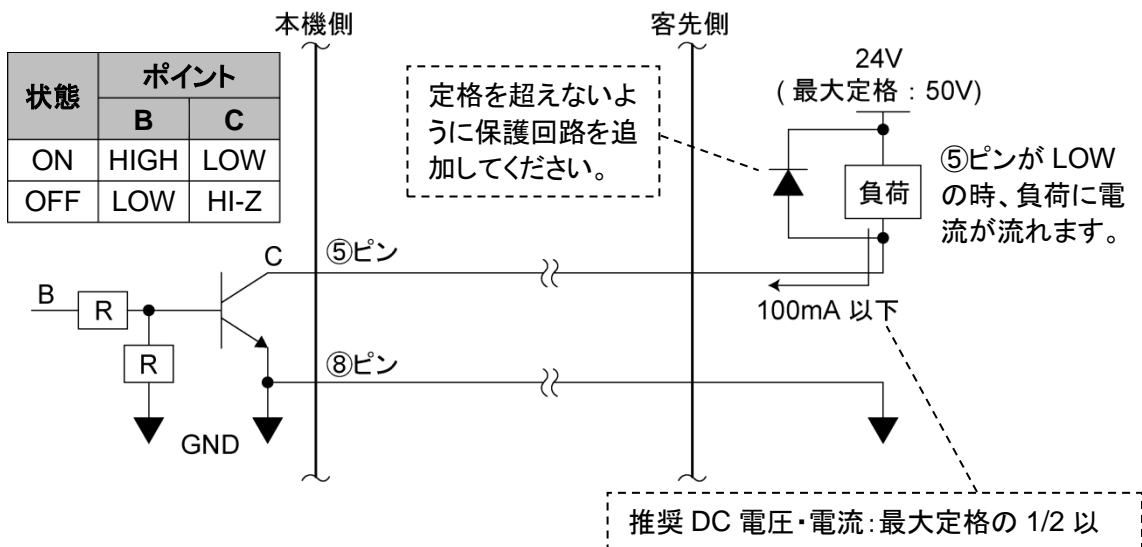 本機側
客先側
状態 ポイント
B C
ON HIGH LOW
OFF LOW HI-Z
定格を超えないよ
うに保護回路を追
加してください。
24V
(最大定格：50V)
負荷
⑤ピンが LOW
の時、負荷に電
流が流れます。
C
⑤ピン
B
R
R
100mA 以下
⑧ピン
GND
推奨 DC 電圧・電流：最大定格の 1/2 以